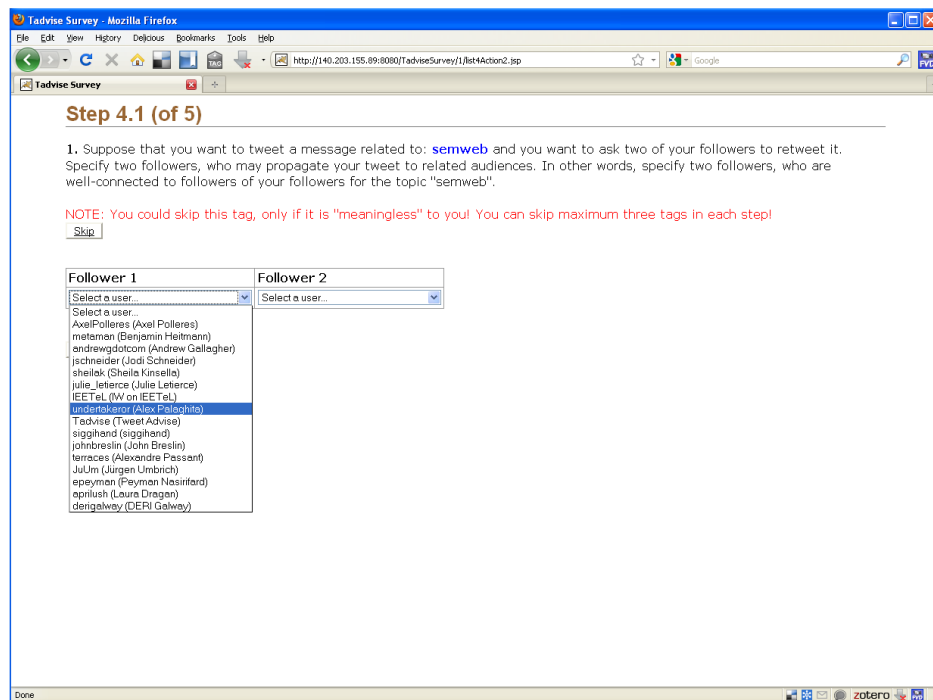 Tadvise Survey - Mozilla Firefox
File Edit View History Delicious Bookmarks Tools Help
TAG http://140.203.155.89:8080/TadviseSurvey/1/list4Action2.jsp Google FVD
Tadvise Survey
Step 4.1 (of 5)
1. Suppose that you want to tweet a message related to: semweb and you want to ask two of your followers to retweet it.
Specify two followers, who may propagate your tweet to related audiences. In other words, specify two followers, who are
well-connected to followers of your followers for the topic "semweb".
NOTE: You could skip this tag, only if it is "meaningless" to you! You can skip maximum three tags in each step!
Skip
Follower 1 Follower 2
Select a user... Select a user...
Select a user...
AxelPolleres (Axel Polleres)
metaman (Benjamin Heitmann)
andrewgdotcom (Andrew Gallagher)
jschneider (Jodi Schneider)
sheilak (Sheila Kinsella)
julie_letierce (Julie Letierce)
IEETeL (IW on IEETeL)
undertakeror (Alex Palaghita)
Tadvise (Tweet Advise)
siggihand (siggihand)
johnbreslin (John Breslin)
terraces (Alexandre Passant)
JuUm (Jürgen Umbrich)
epeyman (Peyman Nasirifard)
aprilush (Laura Dragan)
derigalway (DERI Galway)
Done zotero FVD